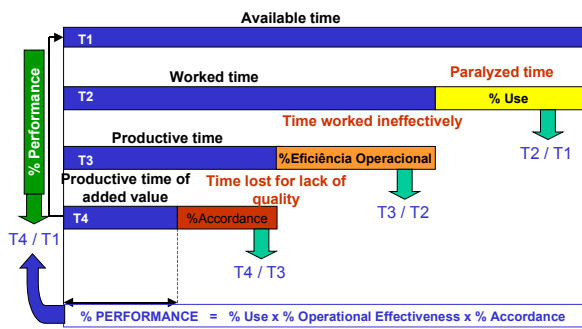 Available time
T1
Worked time
Paralyzed time
T2
% Use
Time worked ineffectively
T2 / T1
Productive time
T3
%Eficiência Operacional
Productive time of
added value
Time lost for lack of
quality
T3 / T2
T4
%Accordance
T4 / T3
% Performance
T4 / T1
% PERFORMANCE = % Use x % Operational Effectiveness x % Accordance